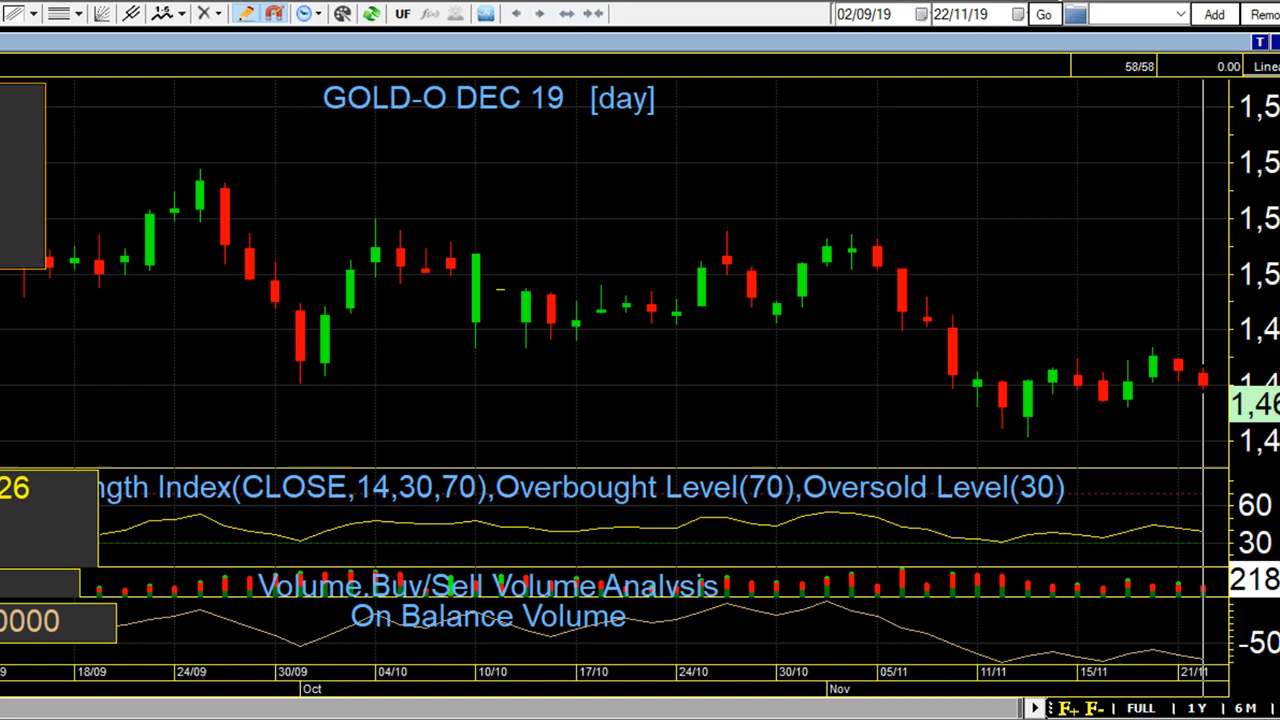 UF f(x) 02/09/19 22/11/19 Go Add Remo
T
58/58 0.00 Linea
GOLD-O DEC 19 [day]
1,5
1,5
1,5
1,5
1,4
1,4
1,46
1,4
26 ngth Index(CLOSE,14,30,70),Overbought Level(70),Oversold Level(30)
60
30
Volume.Buy/Sell Volume Analysis 218
0000 On Balance Volume
-50
9 18/09 24/09 30/09 04/10 10/10 17/10 24/10 30/10 05/11 11/11 15/11 21/11
Oct Nov
F+ F- FULL 1Y 6M